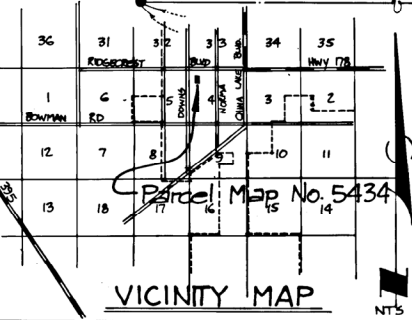 36 31 32 33 34 35
RIDGECREST BLVD HWY 178
1 6 5 4 3 2
DOWNS
NORMA
CHINA LAKE BLVD.
BOWMAN RD
12 7 8 9 10 11
Parcel Map No. 5434
395
13 18 17 16 15 14
VICINITY MAP
NTS